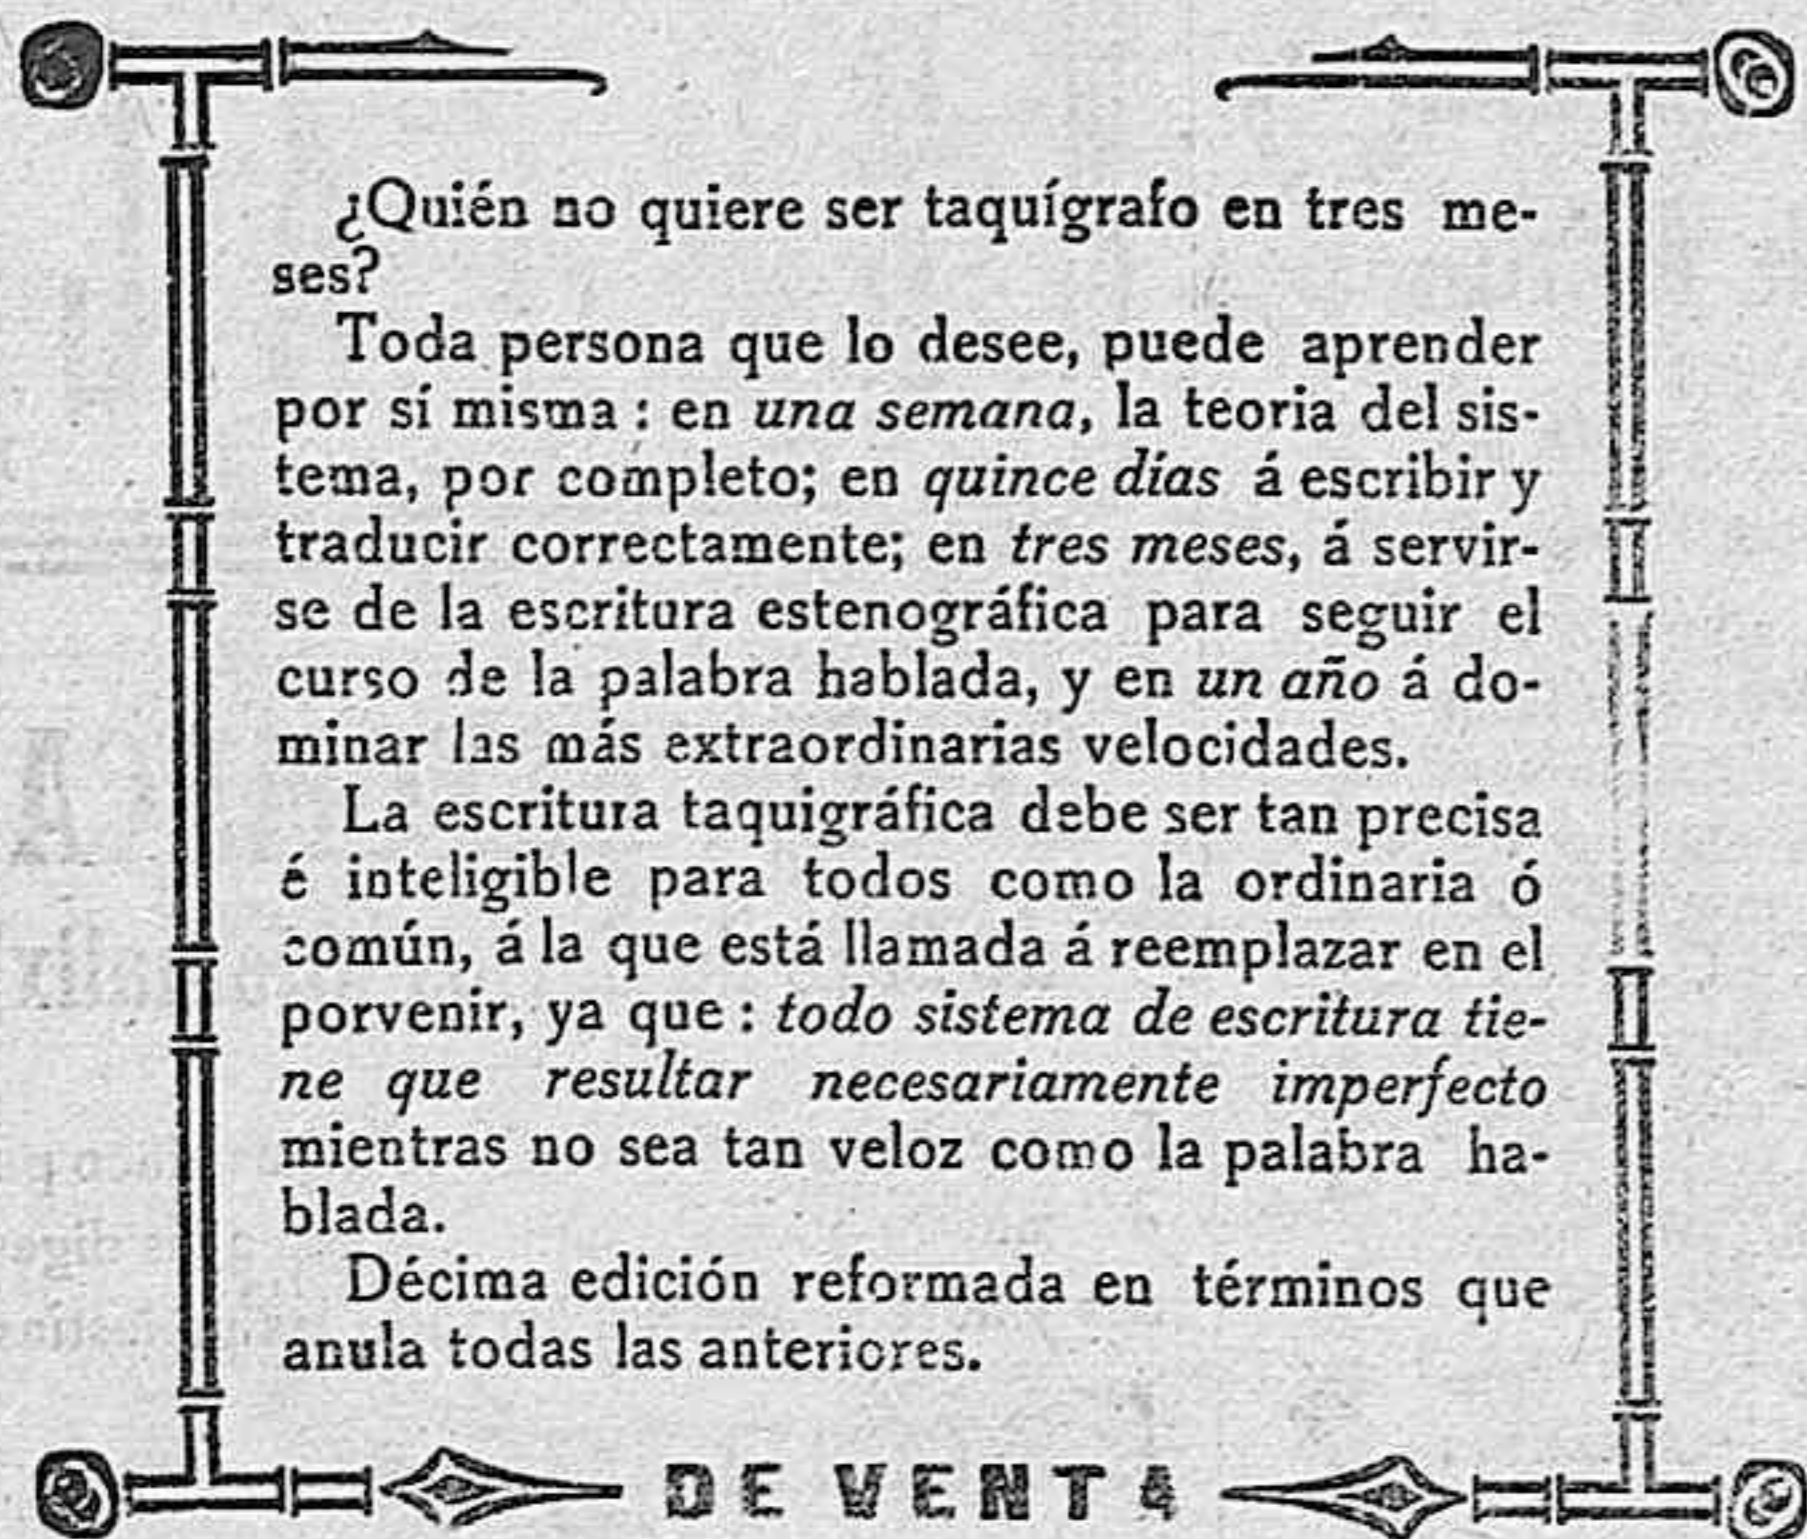 ¿Quién no quiere ser taquígrafo en tres me-
ses?
Toda persona que lo desee, puede aprender
por sí misma : en una semana, la teoria del sis-
tema, por completo; en quince días á escribir y
traducir correctamente; en tres meses, á servir-
se de la escritura estenográfica para seguir el
curso de la palabra hablada, y en un año á do-
minar las más extraordinarias velocidades.
La escritura taquigráfica debe ser tan precisa
é inteligible para todos como la ordinaria ó
común, á la que está llamada á reemplazar en el
porvenir, ya que : todo sistema de escritura tie-
ne que resultar necesariamente imperfecto
mientras no sea tan veloz como la palabra ha-
blada.
Décima edición reformada en términos que
anula todas las anteriores.
DE VENTA